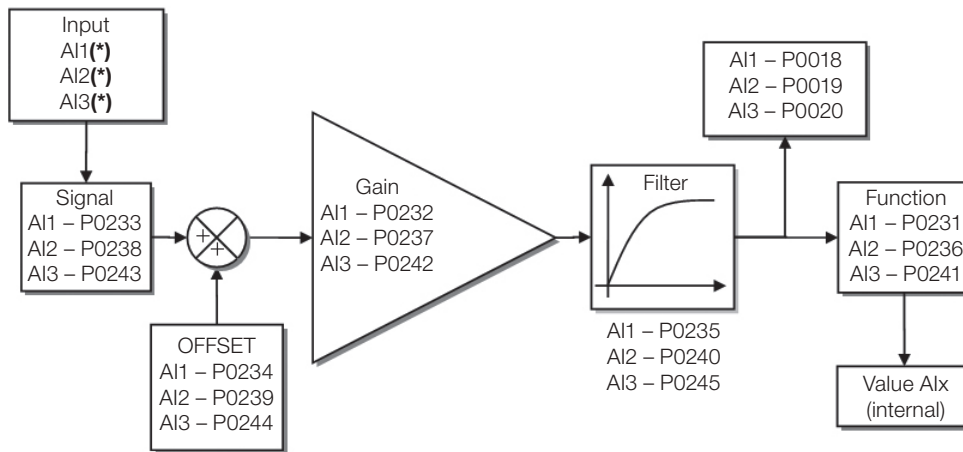 Input
AI1(*)
AI2(*)
AI3(*)
Signal
AI1 – P0233
AI2 – P0238
AI3 – P0243
+
+
OFFSET
AI1 – P0234
AI2 – P0239
AI3 – P0244
Gain
AI1 – P0232
AI2 – P0237
AI3 – P0242
Filter
AI1 – P0235
AI2 – P0240
AI3 – P0245
AI1 – P0018
AI2 – P0019
AI3 – P0020
Function
AI1 – P0231
AI2 – P0236
AI3 – P0241
Value AIx
(internal)